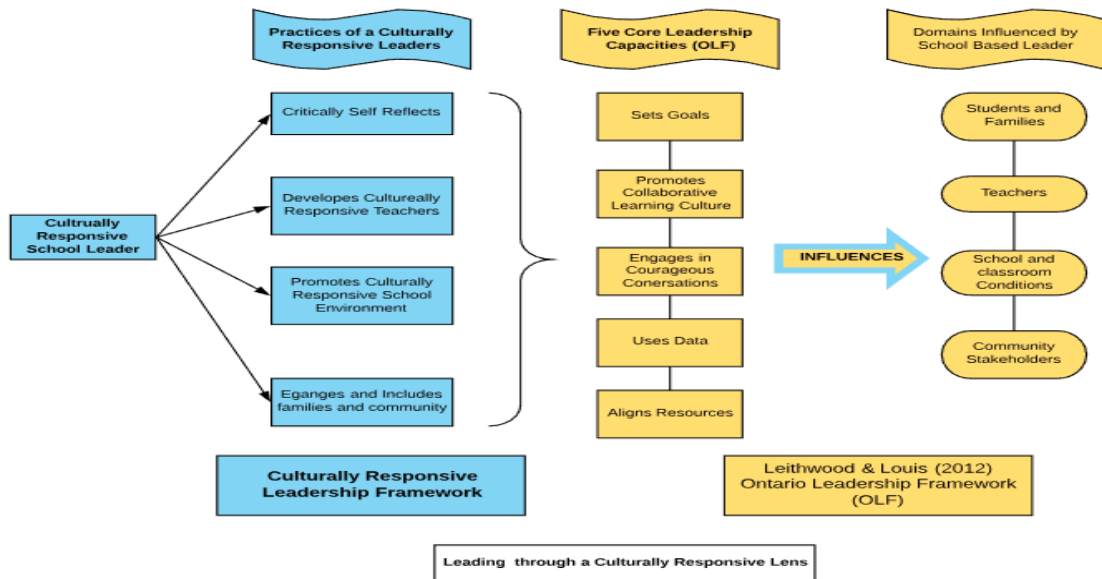 Practices of a Culturally
Responsive Leaders
Five Core Leadership
Capacities (OLF)
Domains Influenced by
School Based Leader
Cultrually
Responsive
School Leader
Critically Self Reflects
Developes Cultureally
Responsive Teachers
Promotes Culturally
Responsive School
Environment
Eganges and Includes
families and community
Sets Goals
Promotes
Collaborative
Learning Culture
Engages in
Courageous
Conersations
Uses Data
Aligns Resources
INFLUENCES
Students and
Families
Teachers
School and
classroom
Conditions
Community
Stakeholders
Culturally Responsive
Leadership Framework
Leithwood & Louis (2012)
Ontario Leadership Framework
(OLF)
Leading through a Culturally Responsive Lens